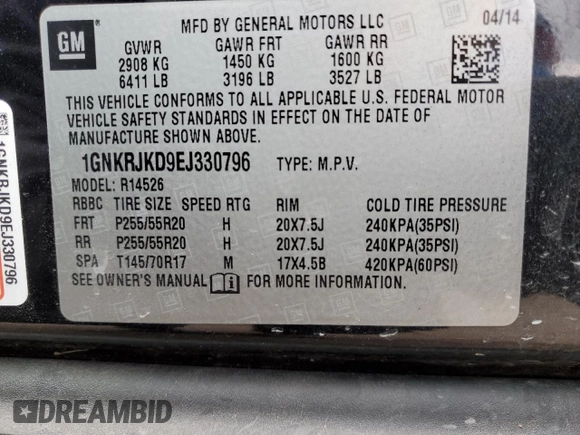 GM
MFD BY GENERAL MOTORS LLC 04/14
GVWR GAWR FRT GAWR RR
2908 KG 1450 KG 1600 KG
6411 LB 3196 LB 3527 LB
THIS VEHICLE CONFORMS TO ALL APPLICABLE U.S. FEDERAL MOTOR
VEHICLE SAFETY STANDARDS IN EFFECT ON THE DATE OF
MANUFACTURE SHOWN ABOVE.
1GNKRJKD9EJ330796 TYPE: M.P.V.
MODEL: R14526
RBBC TIRE SIZE SPEED RTG RIM COLD TIRE PRESSURE
FRT P255/55R20 H 20X7.5J 240KPA(35PSI)
RR P255/55R20 H 20X7.5J 240KPA(35PSI)
SPA T145/70R17 M 17X4.5B 420KPA(60PSI)
SEE OWNER'S MANUAL i FOR MORE INFORMATION.
1GNKRJKD9EJ330796
DREAMBID